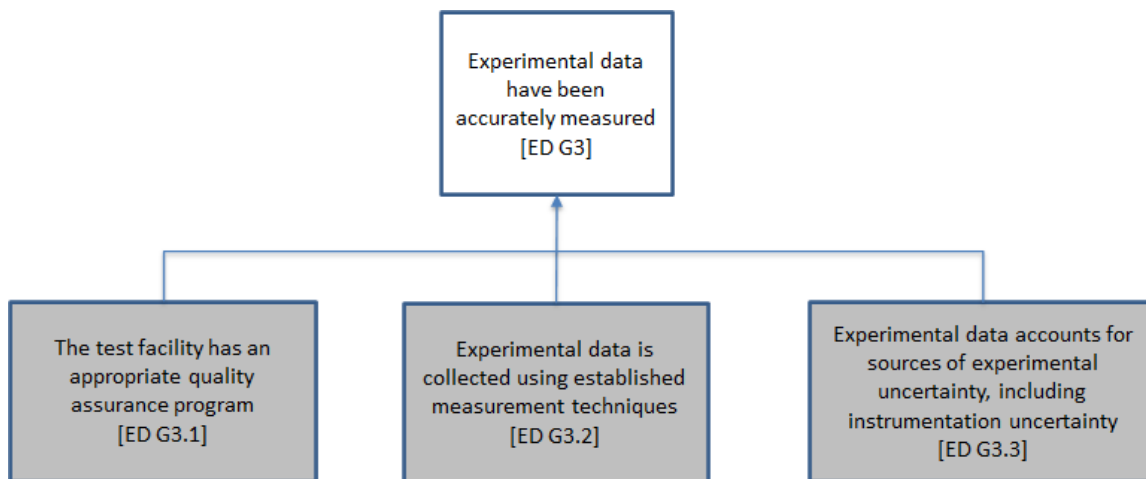 Experimental data
have been
accurately measured
[ED G3]
The test facility has an
appropriate quality
assurance program
[ED G3.1]
Experimental data is
collected using established
measurement techniques
[ED G3.2]
Experimental data accounts for
sources of experimental
uncertainty, including
instrumentation uncertainty
[ED G3.3]